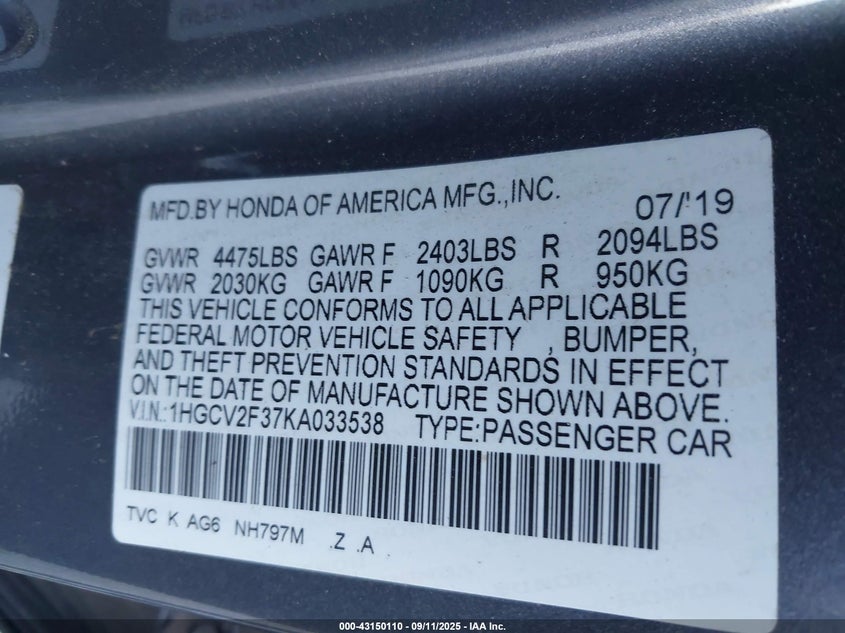 MFD.BY HONDA OF AMERICA MFG.,INC. 07/'19
GVWR 4475LBS GAWR F 2403LBS R 2094LBS
GVWR 2030KG GAWR F 1090KG R 950KG
THIS VEHICLE CONFORMS TO ALL APPLICABLE
FEDERAL MOTOR VEHICLE SAFETY , BUMPER,
AND THEFT PREVENTION STANDARDS IN EFFECT
ON THE DATE OF MANUFACTURE SHOWN ABOVE.
V.I.N.:1HGCV2F37KA033538 TYPE:PASSENGER CAR
TVC K AG6 NH797M .Z .A .
000-43150110 - 09/11/2025 - IAA Inc.